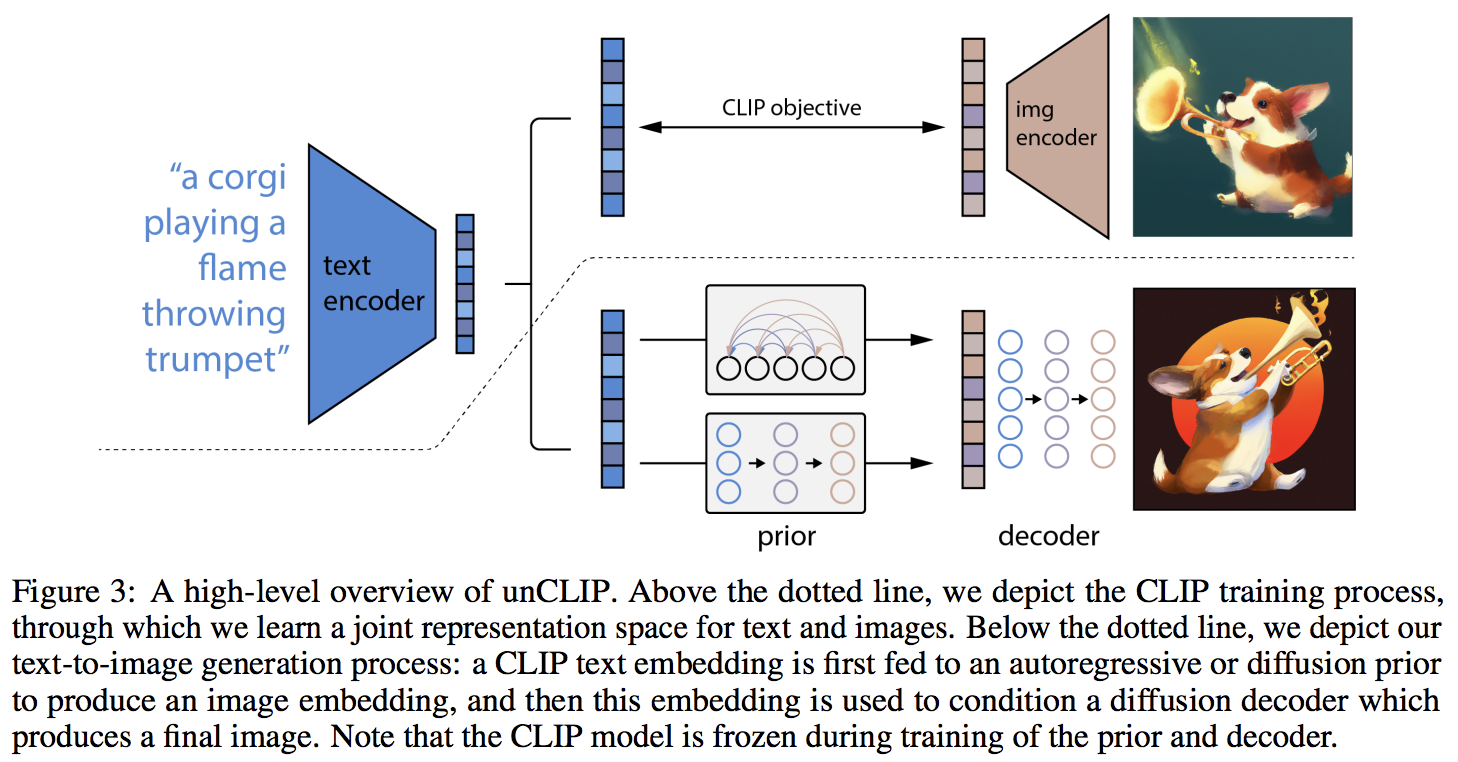 “a corgi
playing a
flame
throwing
trumpet”
text
encoder
CLIP objective
img
encoder
prior
decoder
Figure 3: A high-level overview of unCLIP. Above the dotted line, we depict the CLIP training process,
through which we learn a joint representation space for text and images. Below the dotted line, we depict our
text-to-image generation process: a CLIP text embedding is first fed to an autoregressive or diffusion prior
to produce an image embedding, and then this embedding is used to condition a diffusion decoder which
produces a final image. Note that the CLIP model is frozen during training of the prior and decoder.